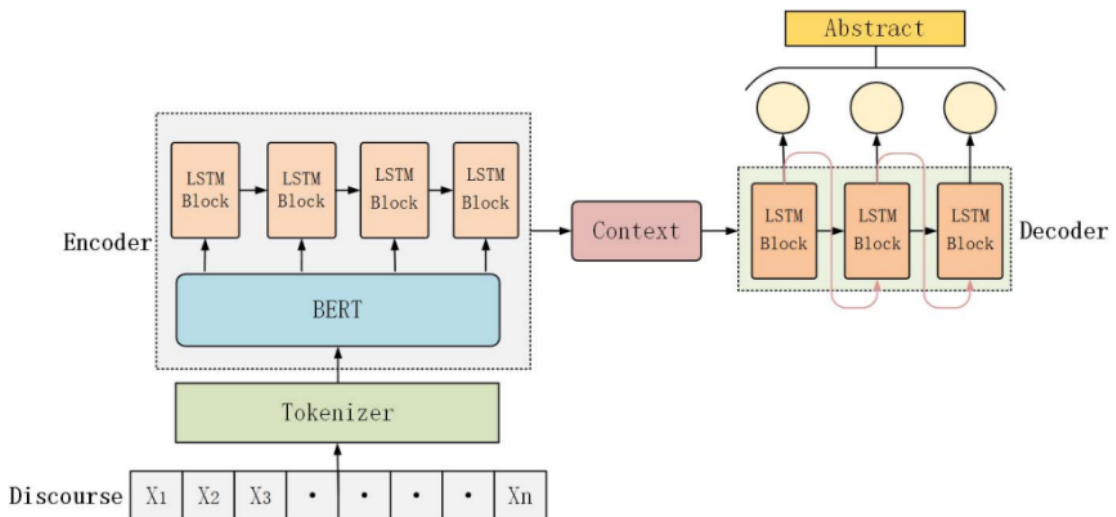 Abstract
LSTM
Block
LSTM
Block
LSTM
Block
LSTM
Block
Encoder
BERT
Context
LSTM
Block
LSTM
Block
LSTM
Block
Decoder
Tokenizer
Discourse
X1
X2
X3
•
•
•
•
Xn